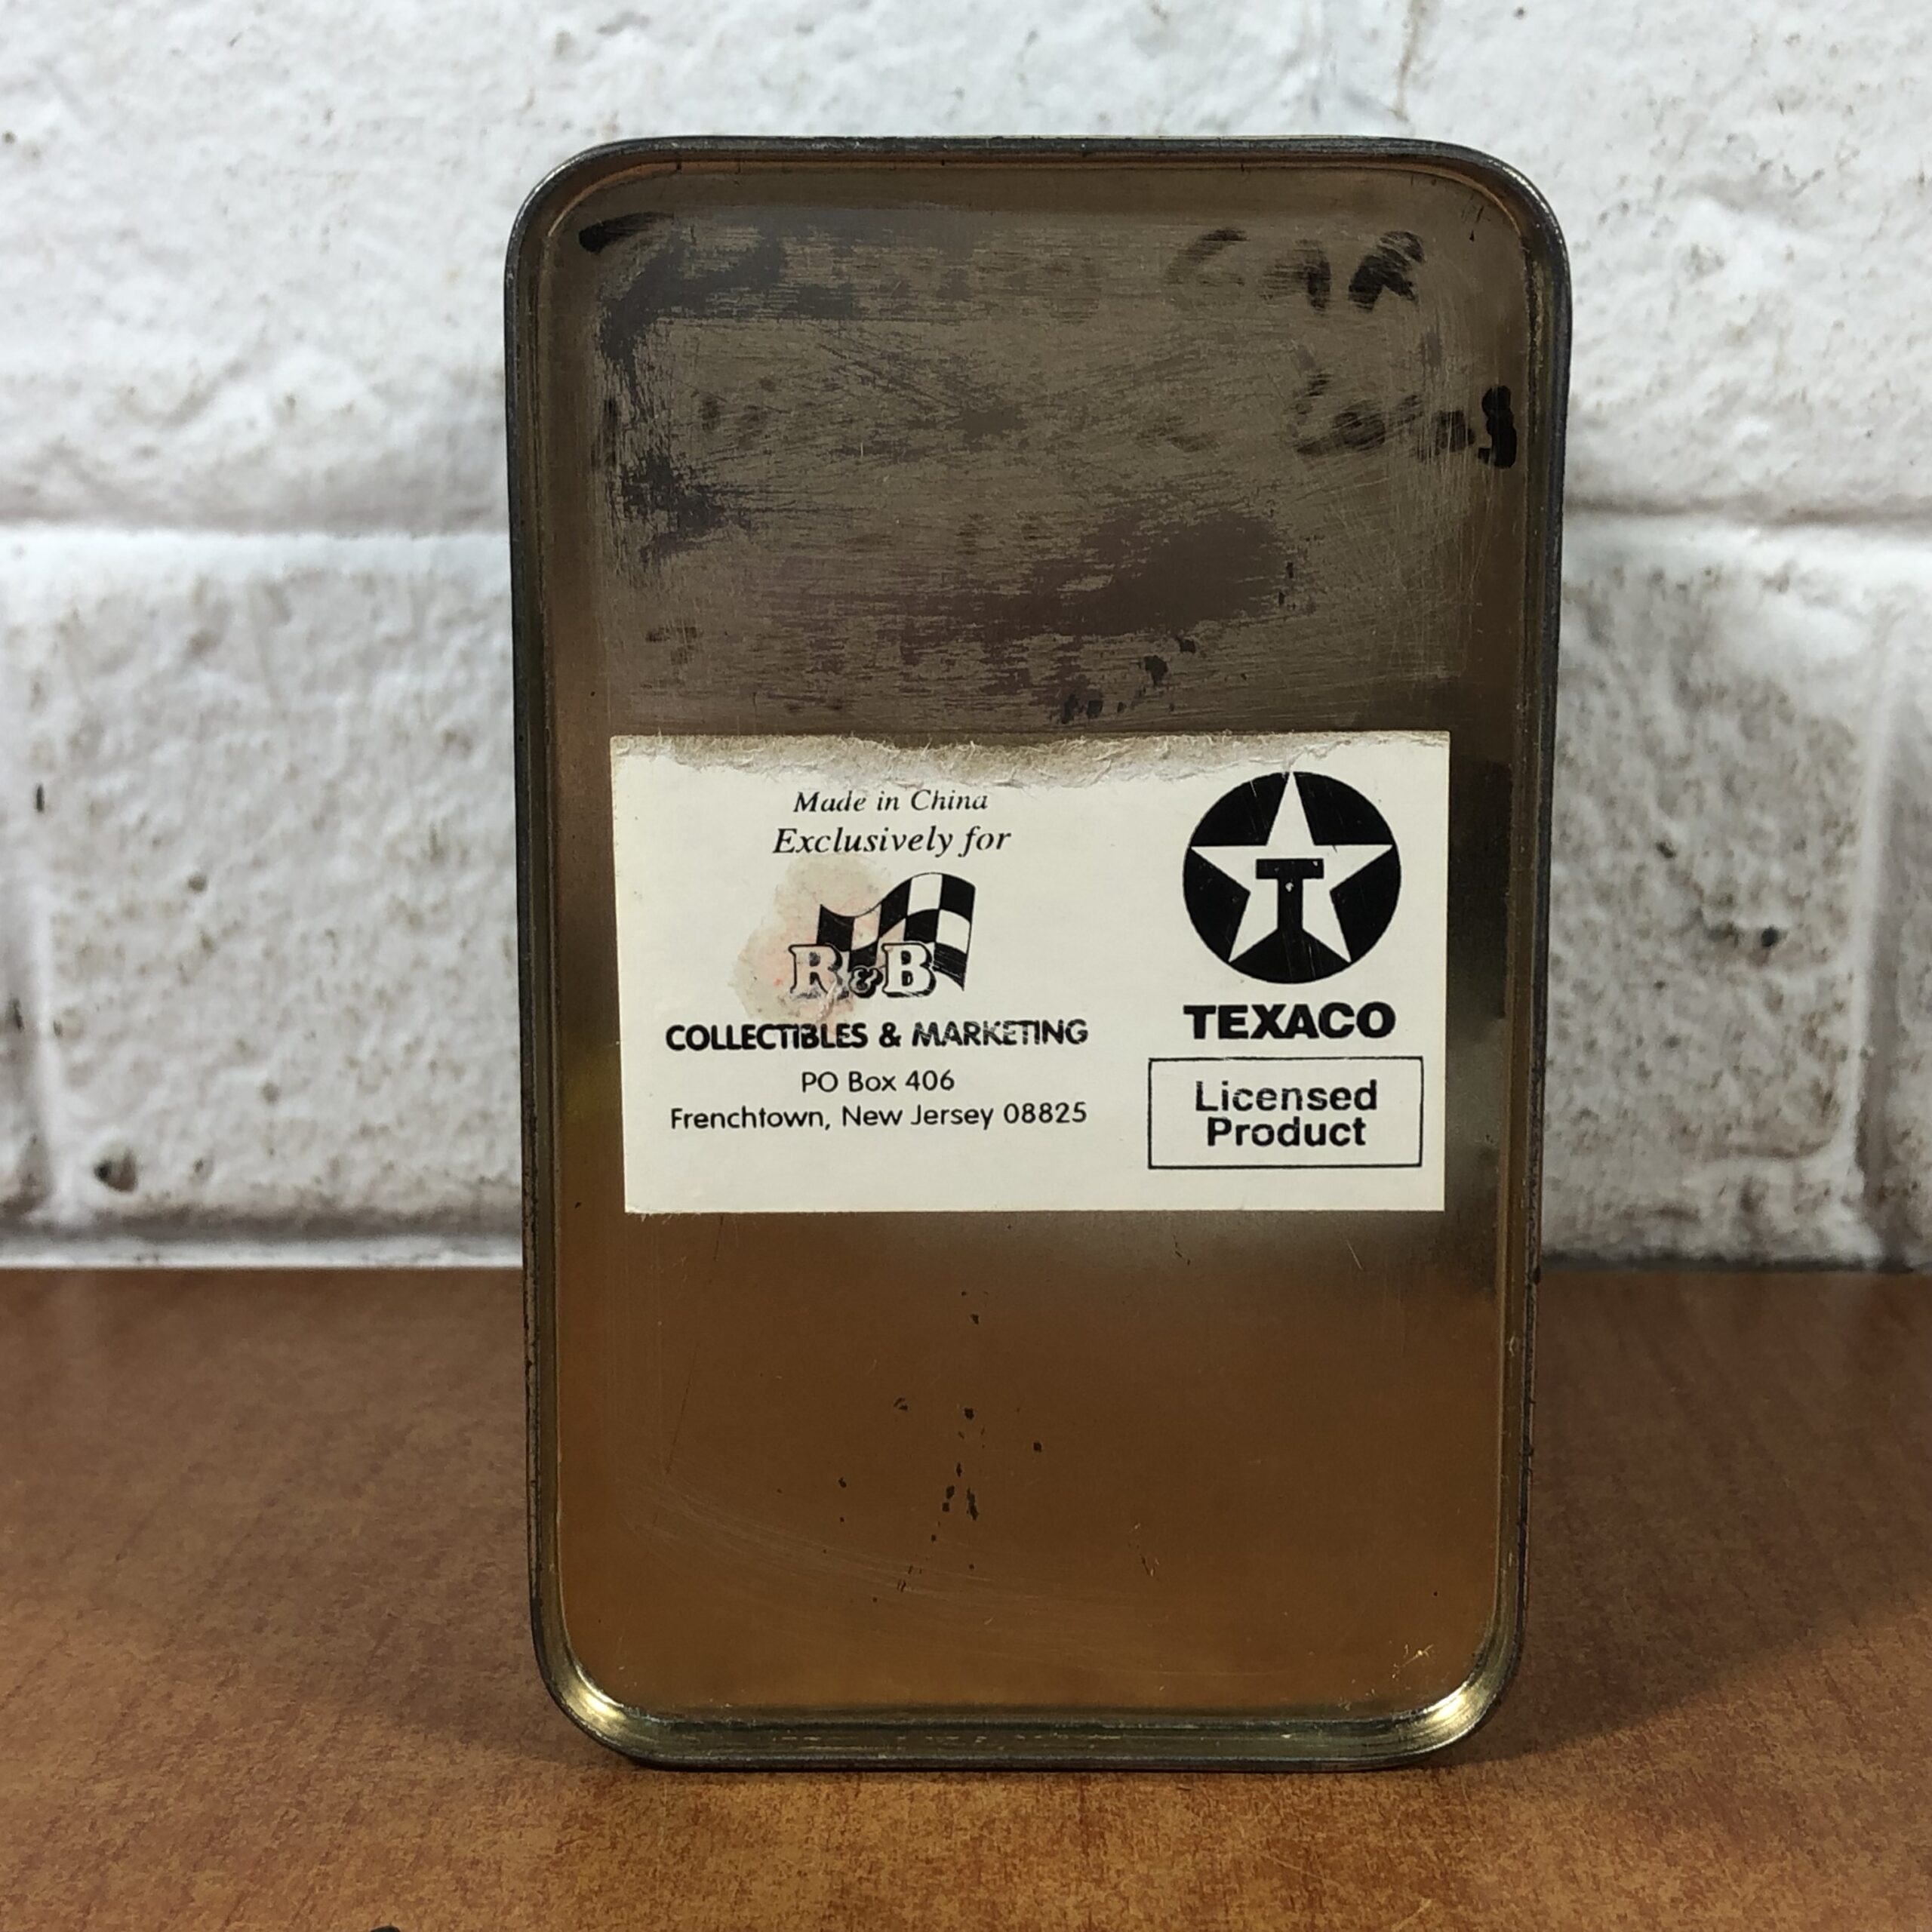 CAR
Made in China
Exclusively for
R&B
COLLECTIBLES & MARKETING
PO Box 406
Frenchtown, New Jersey 08825
T
TEXACO
Licensed
Product